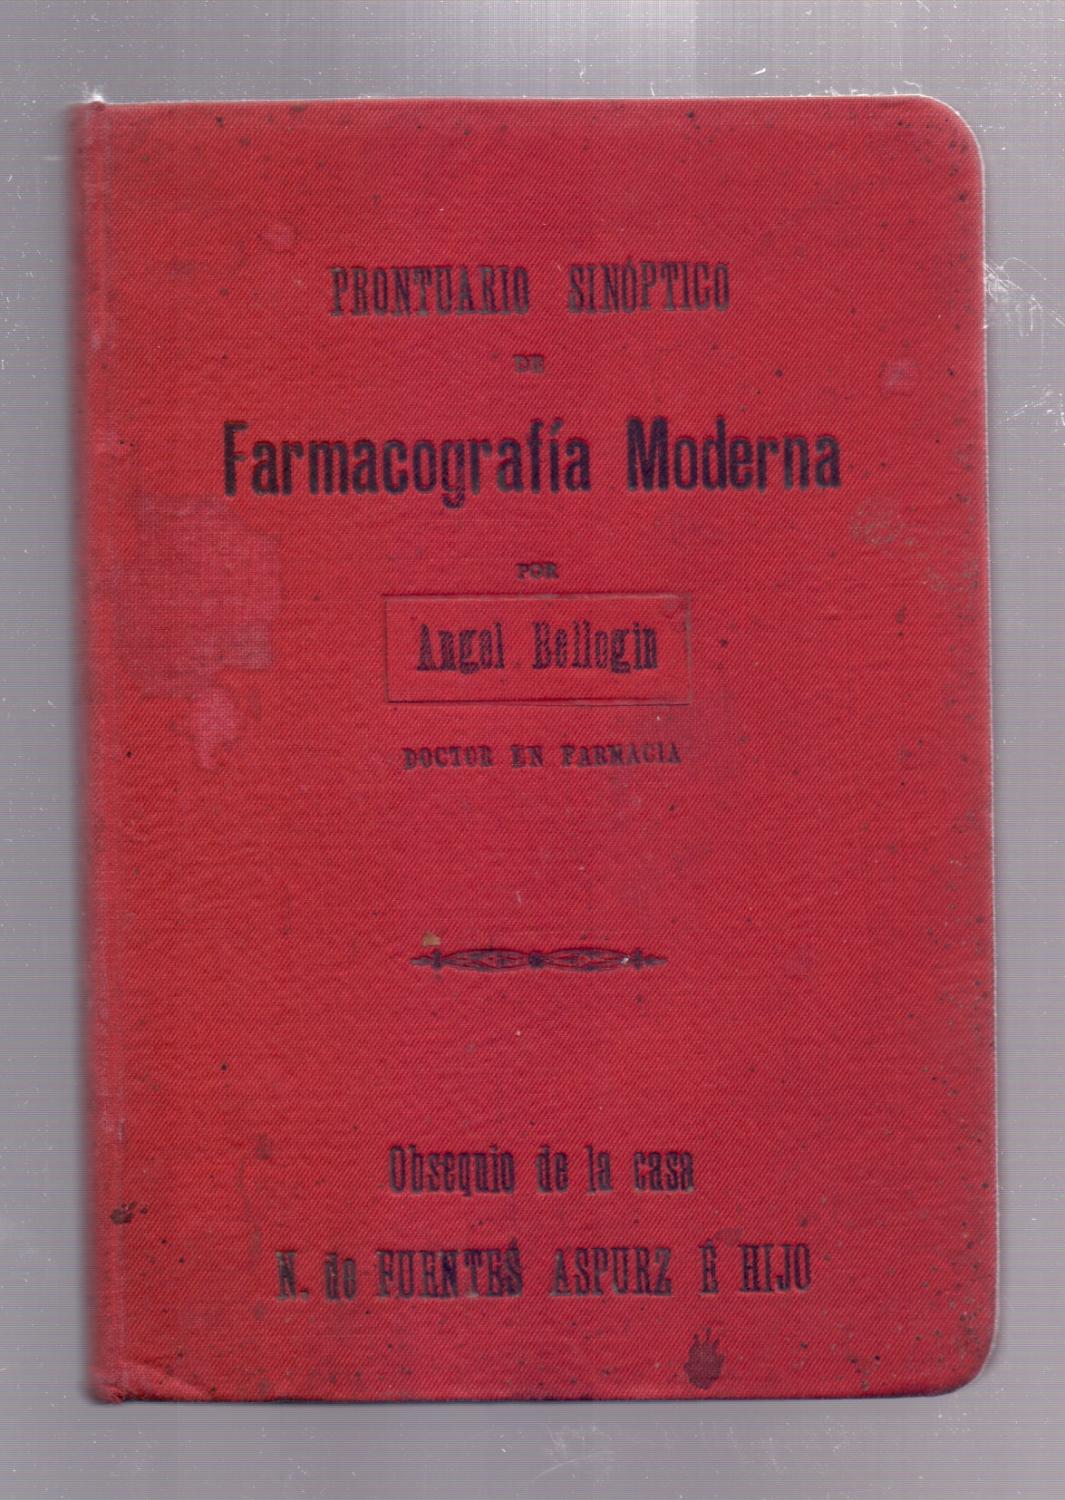 PRONTUARIO SINÓPTICO
DE
Farmacografía Moderna
POR
Angel Bellogin
DOCTOR EN FARMACIA
Obsequio de la casa
N. de FUENTES ASPURZ É HIJO